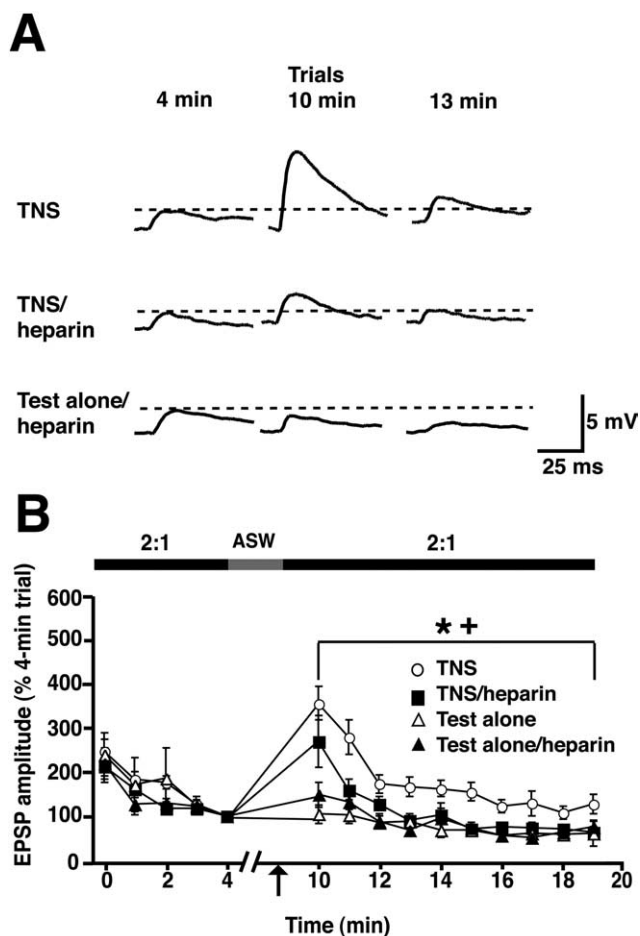 A
Trials
4 min 10 min 13 min
TNS
TNS/
heparin
Test alone/
heparin
5 mV
25 ms
B
2:1 ASW 2:1
EPSP amplitude (% 4-min trial)
600
500
400
300
200
100
0
* +
TNS
TNS/heparin
Test alone
Test alone/heparin
0 2 4 10 12 14 16 18 20
Time (min)